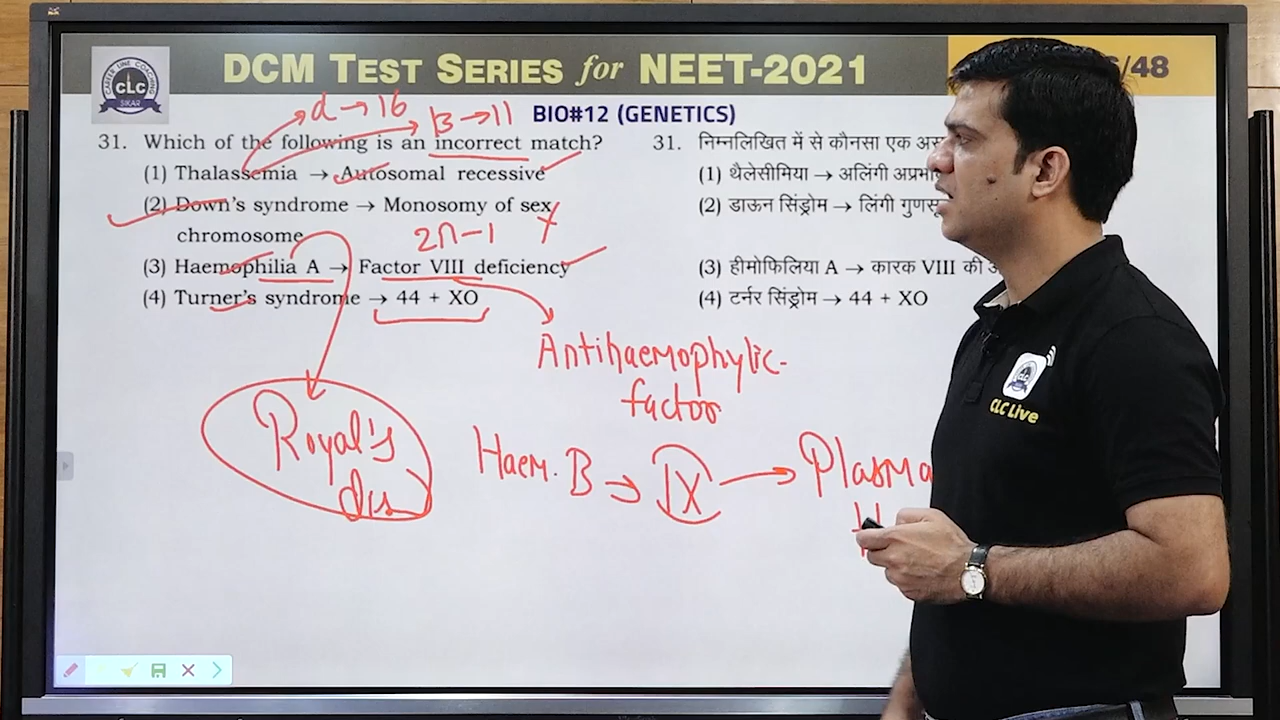 DCM TEST SERIES for NEET-2021
/48
CLC
SIKAR
BIO#12 (GENETICS)
α → 16
β → 11
31. Which of the following is an incorrect match?
(1) Thalassemia → Autosomal recessive
(2) Down's syndrome → Monosomy of sex
chromosome
2n-1
(3) Haemophilia A → Factor VIII deficiency
(4) Turner's syndrome → 44 + XO
31. निम्नलिखित में से कौनसा एक
(1) थैलेसीमिया → अलिंगी
(2) डाऊन सिंड्रोम → लिंगी
(3) हीमोफिलिया A → कारक VIII की
(4) टर्नर सिंड्रोम → 44 + XO
Antihaemophylic-
factor
Royal's
dis
Haem. B → IX → Plasma
CLC
CLC Live